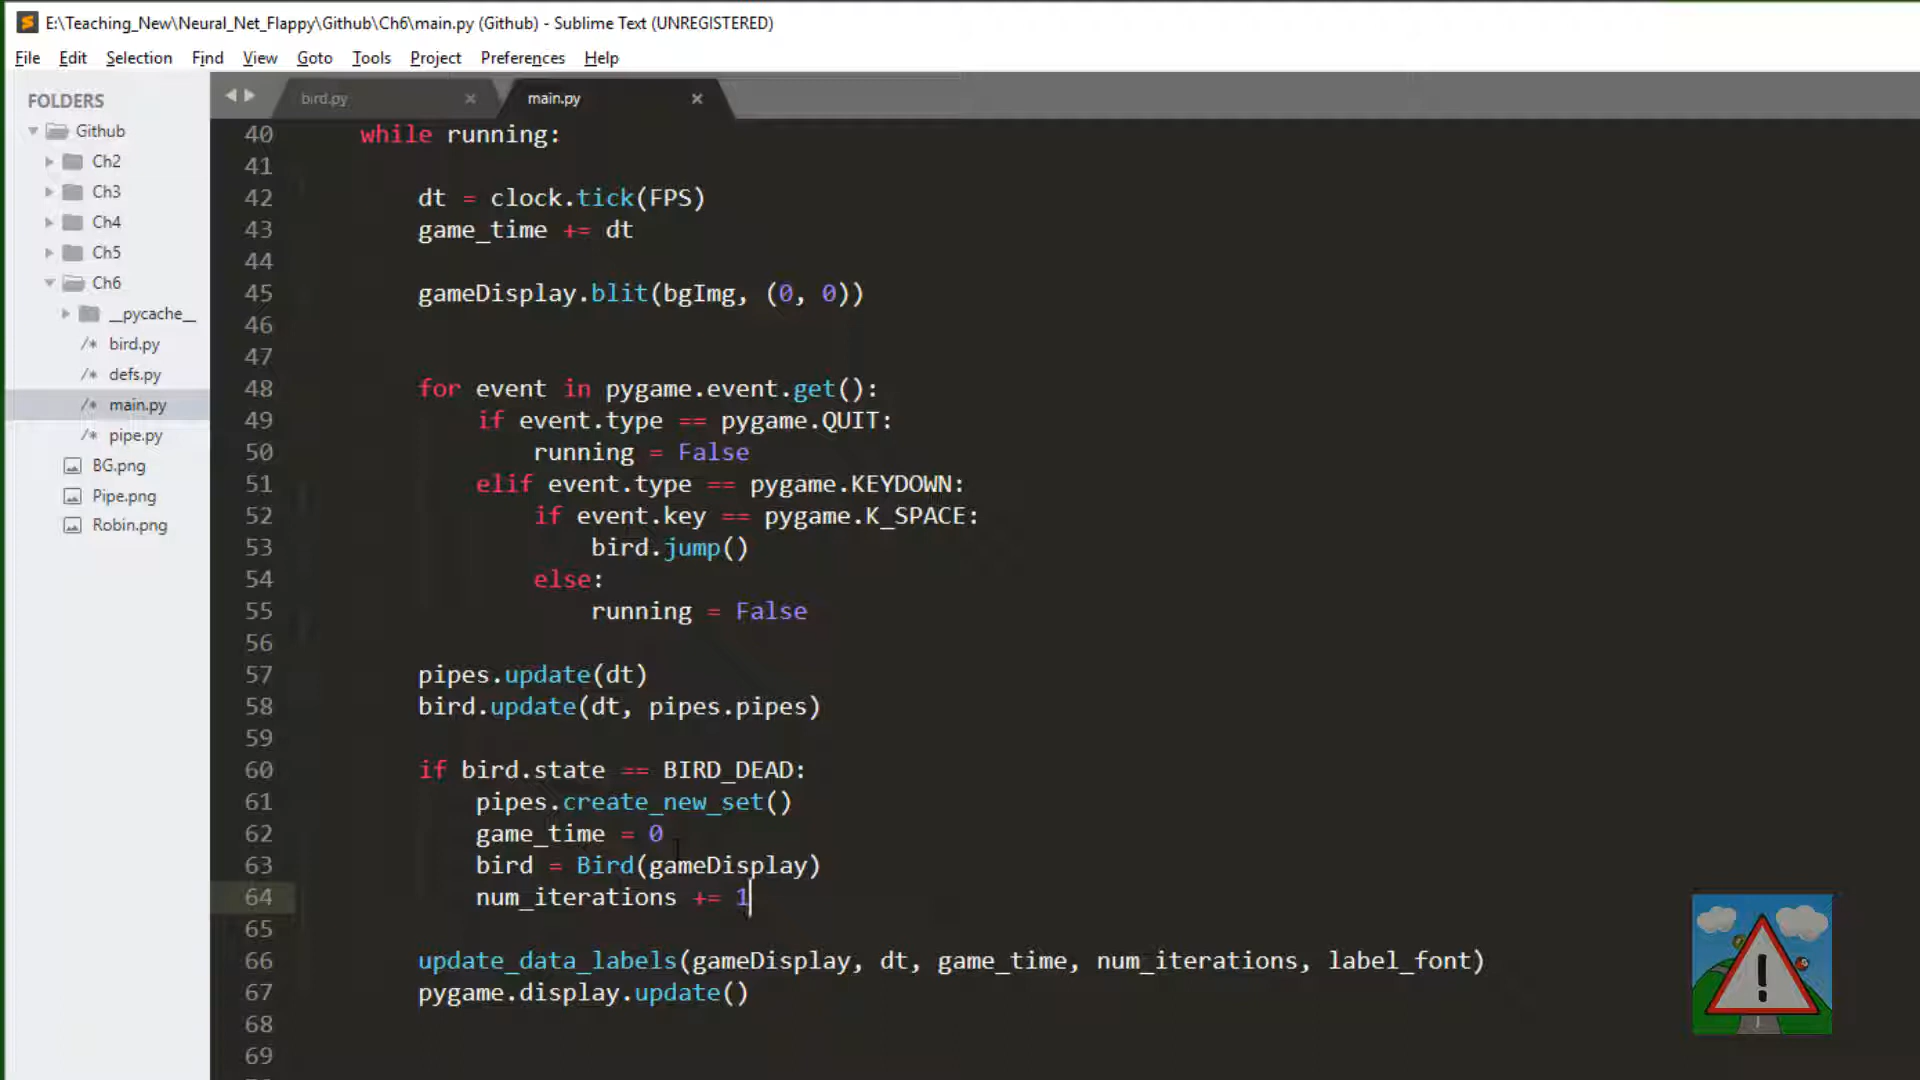 E:\Teaching_New\Neural_Net_Flappy\Github\Ch6\main.py (Github) - Sublime Text (UNREGISTERED)
File Edit Selection Find View Goto Tools Project Preferences Help
FOLDERS
Github
Ch2
Ch3
Ch4
Ch5
Ch6
__pycache__
/* bird.py
/* defs.py
/* main.py
/* pipe.py
BG.png
Pipe.png
Robin.png
bird.py × main.py ×
40 while running:
41
42 dt = clock.tick(FPS)
43 game_time += dt
44
45 gameDisplay.blit(bgImg, (0, 0))
46
47
48 for event in pygame.event.get():
49 if event.type == pygame.QUIT:
50 running = False
51 elif event.type == pygame.KEYDOWN:
52 if event.key == pygame.K_SPACE:
53 bird.jump()
54 else:
55 running = False
56
57 pipes.update(dt)
58 bird.update(dt, pipes.pipes)
59
60 if bird.state == BIRD_DEAD:
61 pipes.create_new_set()
62 game_time = 0
63 bird = Bird(gameDisplay)
64 num_iterations += 1
65
66 update_data_labels(gameDisplay, dt, game_time, num_iterations, label_font)
67 pygame.display.update()
68
69
!